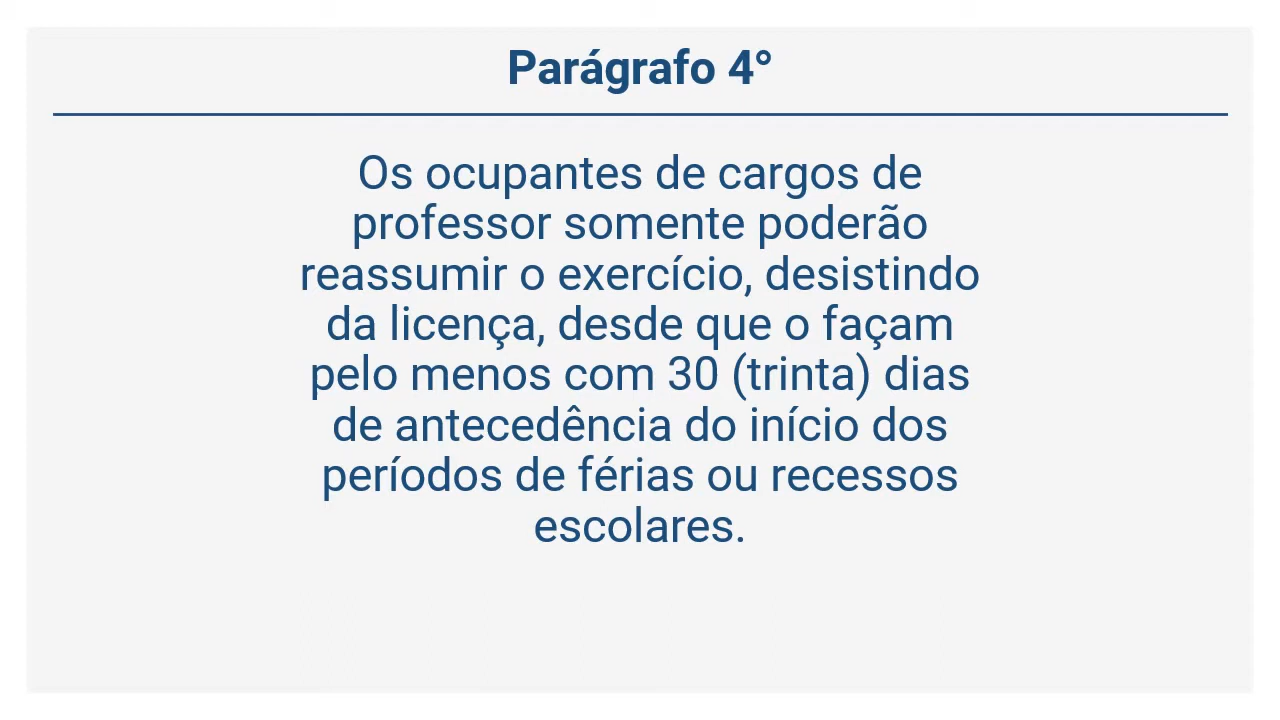 Parágrafo 4°
Os ocupantes de cargos de
professor somente poderão
reassumir o exercício, desistindo
da licença, desde que o façam
pelo menos com 30 (trinta) dias
de antecedência do início dos
períodos de férias ou recessos
escolares.